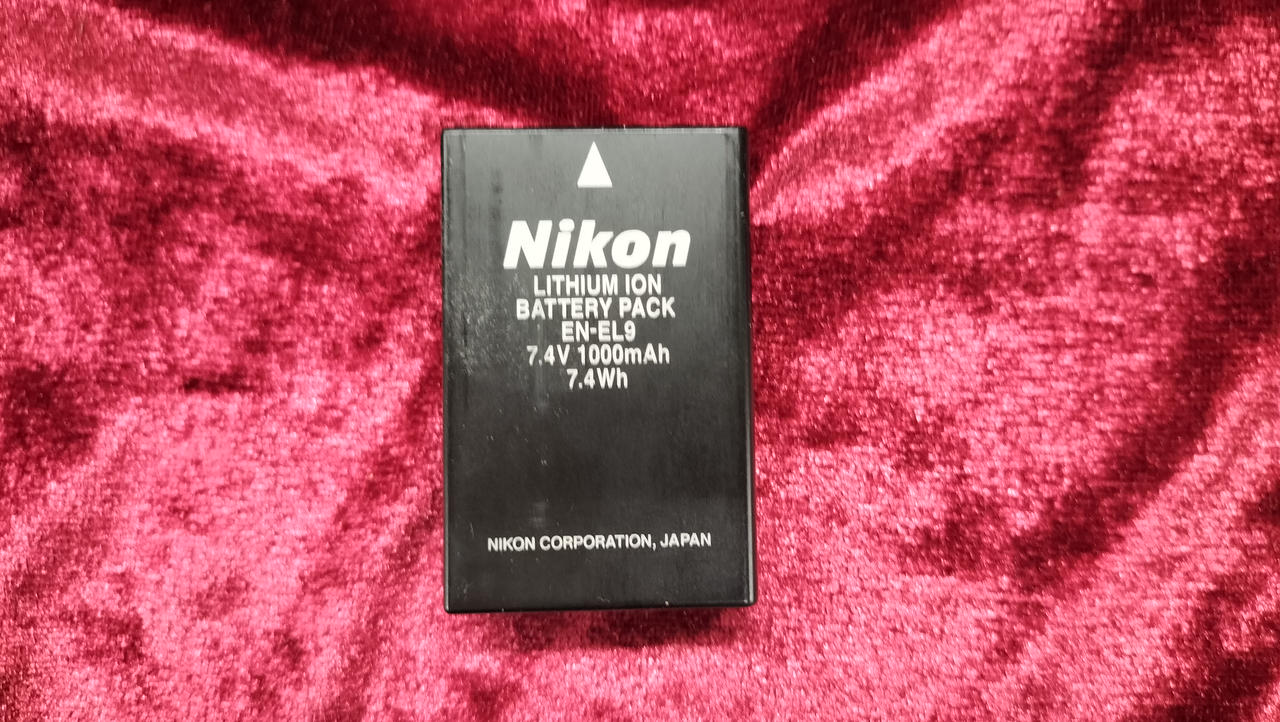 Nikon
LITHIUM ION
BATTERY PACK
EN-EL9
7.4V 1000mAh
7.4Wh
NIKON CORPORATION, JAPAN